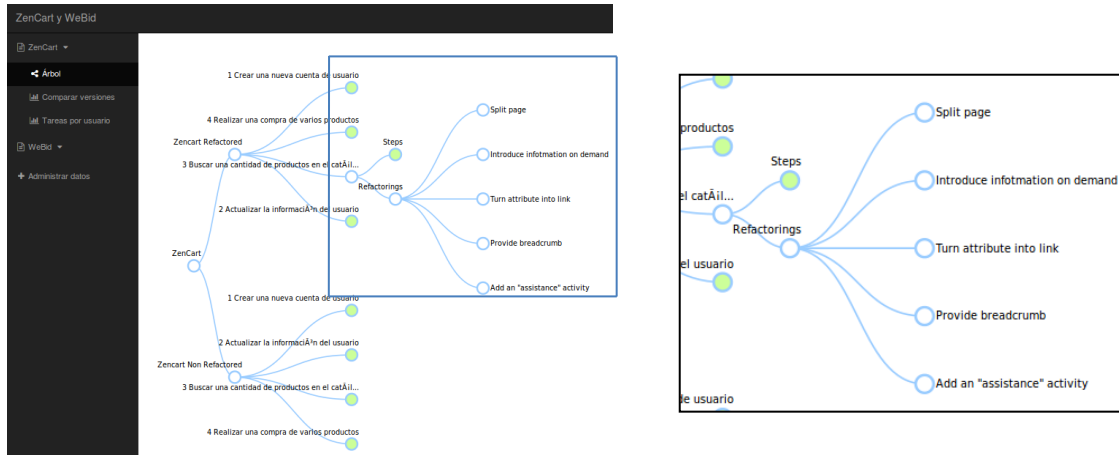 ZenCart y WeBid
ZenCart
Árbol
Comparar versiones
Tareas por usuario
WeBid
Administrar datos
1 Crear una nueva cuenta de usuario
4 Realizar una compra de varios productos
Zencart Refactored
3 Buscar una cantidad de productos en el catÃil...
2 Actualizar la informaciÃ³n del usuario
Steps
Refactorings
Split page
Introduce infotmation on demand
Turn attribute into link
Provide breadcrumb
Add an "assistance" activity
ZenCart
1 Crear una nueva cuenta de usuario
2 Actualizar la informaciÃ³n del usuario
Zencart Non Refactored
3 Buscar una cantidad de productos en el catÃil...
4 Realizar una compra de varios productos
productos
Steps
el catÃil...
Refactorings
el usuario
de usuario
Split page
Introduce infotmation on demand
Turn attribute into link
Provide breadcrumb
Add an "assistance" activity